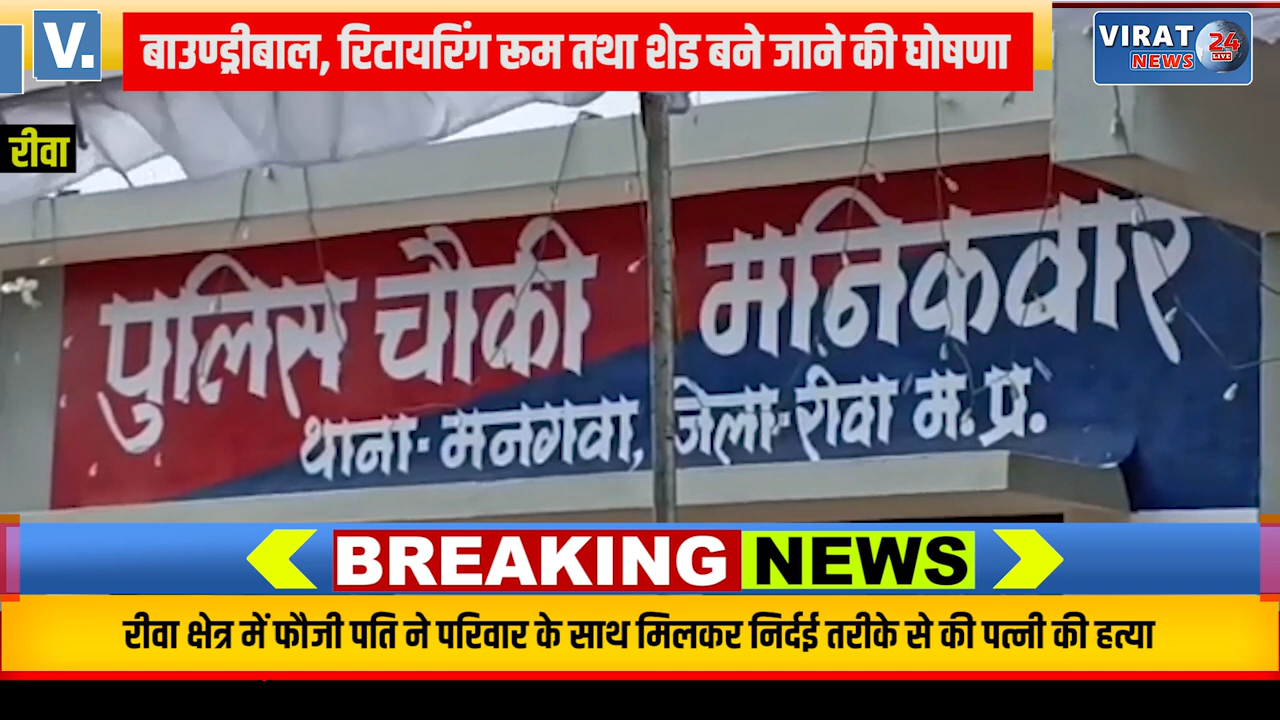 V.
बाउण्ड्रीबाल, रिटायरिंग रूम तथा शेड बने जाने की घोषणा
VIRAT
NEWS
24
LIVE
रीवा
पुलिस चौकी मनिकवार
थाना- मनगवा, जिला-रीवा म.प्र.
BREAKING NEWS
रीवा क्षेत्र में फौजी पति ने परिवार के साथ मिलकर निर्दई तरीके से की पत्नी की हत्या